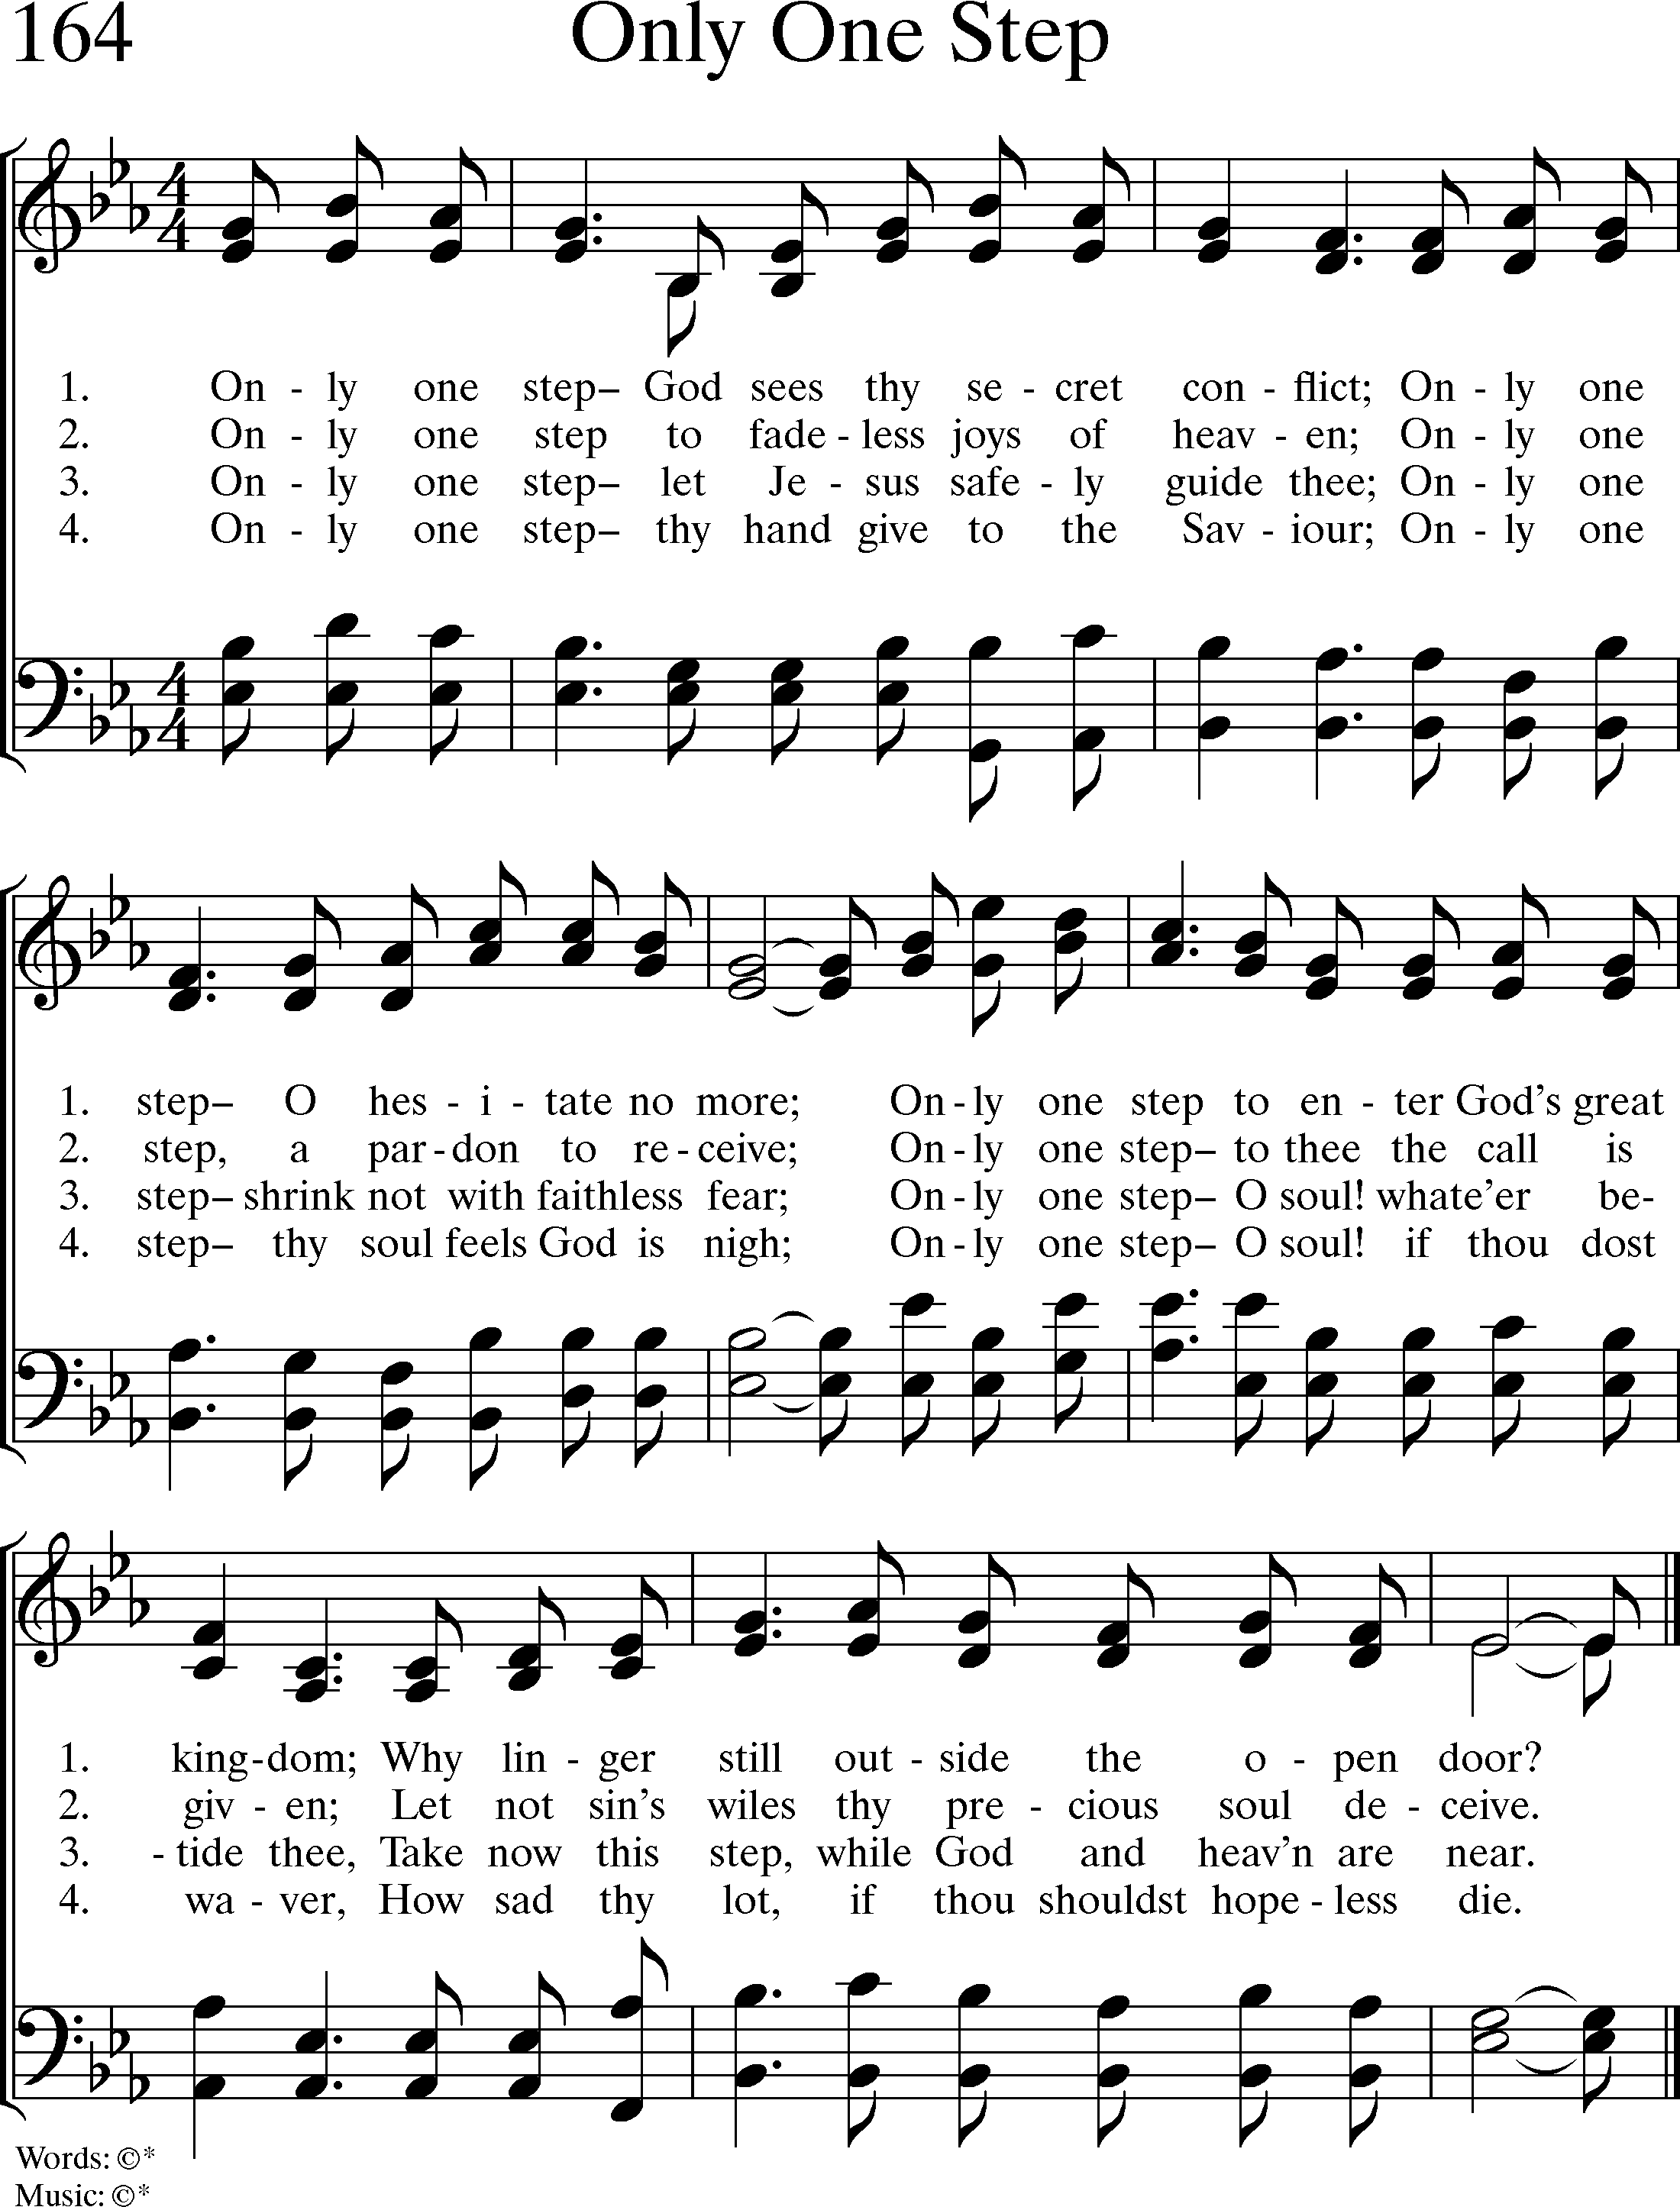 164 Only One Step
1. On - ly one step– God sees thy se - cret con - flict; On - ly one
2. On - ly one step to fade - less joys of heav - en; On - ly one
3. On - ly one step– let Je - sus safe - ly guide thee; On - ly one
4. On - ly one step– thy hand give to the Sav - iour; On - ly one
1. step– O hes - i - tate no more; On - ly one step to en - ter God's great
2. step, a par - don to re - ceive; On - ly one step– to thee the call is
3. step– shrink not with faithless fear; On - ly one step– O soul! whate'er be-
4. step– thy soul feels God is nigh; On - ly one step– O soul! if thou dost
1. king - dom; Why lin - ger still out - side the o - pen door?
2. giv - en; Let not sin's wiles thy pre - cious soul de - ceive.
3. - tide thee, Take now this step, while God and heav'n are near.
4. wa - ver, How sad thy lot, if thou shouldst hope - less die.
Words: ©*
Music: ©*